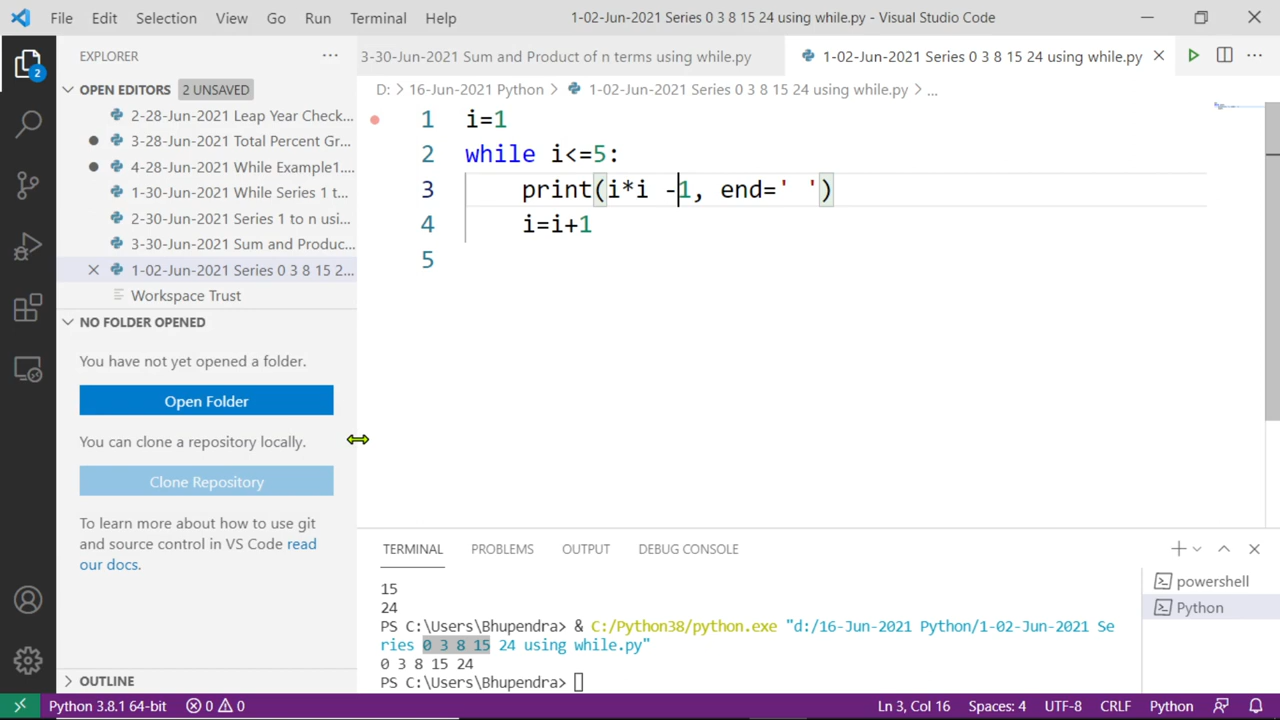 File Edit Selection View Go Run Terminal Help 1-02-Jun-2021 Series 0 3 8 15 24 using while.py - Visual Studio Code
EXPLORER
2
OPEN EDITORS 2 UNSAVED
2-28-Jun-2021 Leap Year Check...
3-28-Jun-2021 Total Percent Gr...
4-28-Jun-2021 While Example1....
1-30-Jun-2021 While Series 1 t...
2-30-Jun-2021 Series 1 to n usi...
3-30-Jun-2021 Sum and Produc...
1-02-Jun-2021 Series 0 3 8 15 2...
Workspace Trust
NO FOLDER OPENED
You have not yet opened a folder.
Open Folder
You can clone a repository locally.
Clone Repository
To learn more about how to use git
and source control in VS Code read
our docs.
OUTLINE
3-30-Jun-2021 Sum and Product of n terms using while.py 1-02-Jun-2021 Series 0 3 8 15 24 using while.py
D: > 16-Jun-2021 Python > 1-02-Jun-2021 Series 0 3 8 15 24 using while.py > ...
1 i=1
2 while i<=5:
3 print(i*i -1, end=' ')
4 i=i+1
5
TERMINAL PROBLEMS OUTPUT DEBUG CONSOLE
15
24
PS C:\Users\Bhupendra> & C:/Python38/python.exe "d:/16-Jun-2021 Python/1-02-Jun-2021 Se
ries 0 3 8 15 24 using while.py"
0 3 8 15 24
PS C:\Users\Bhupendra>
powershell
Python
Python 3.8.1 64-bit 0 0 Ln 3, Col 16 Spaces: 4 UTF-8 CRLF Python